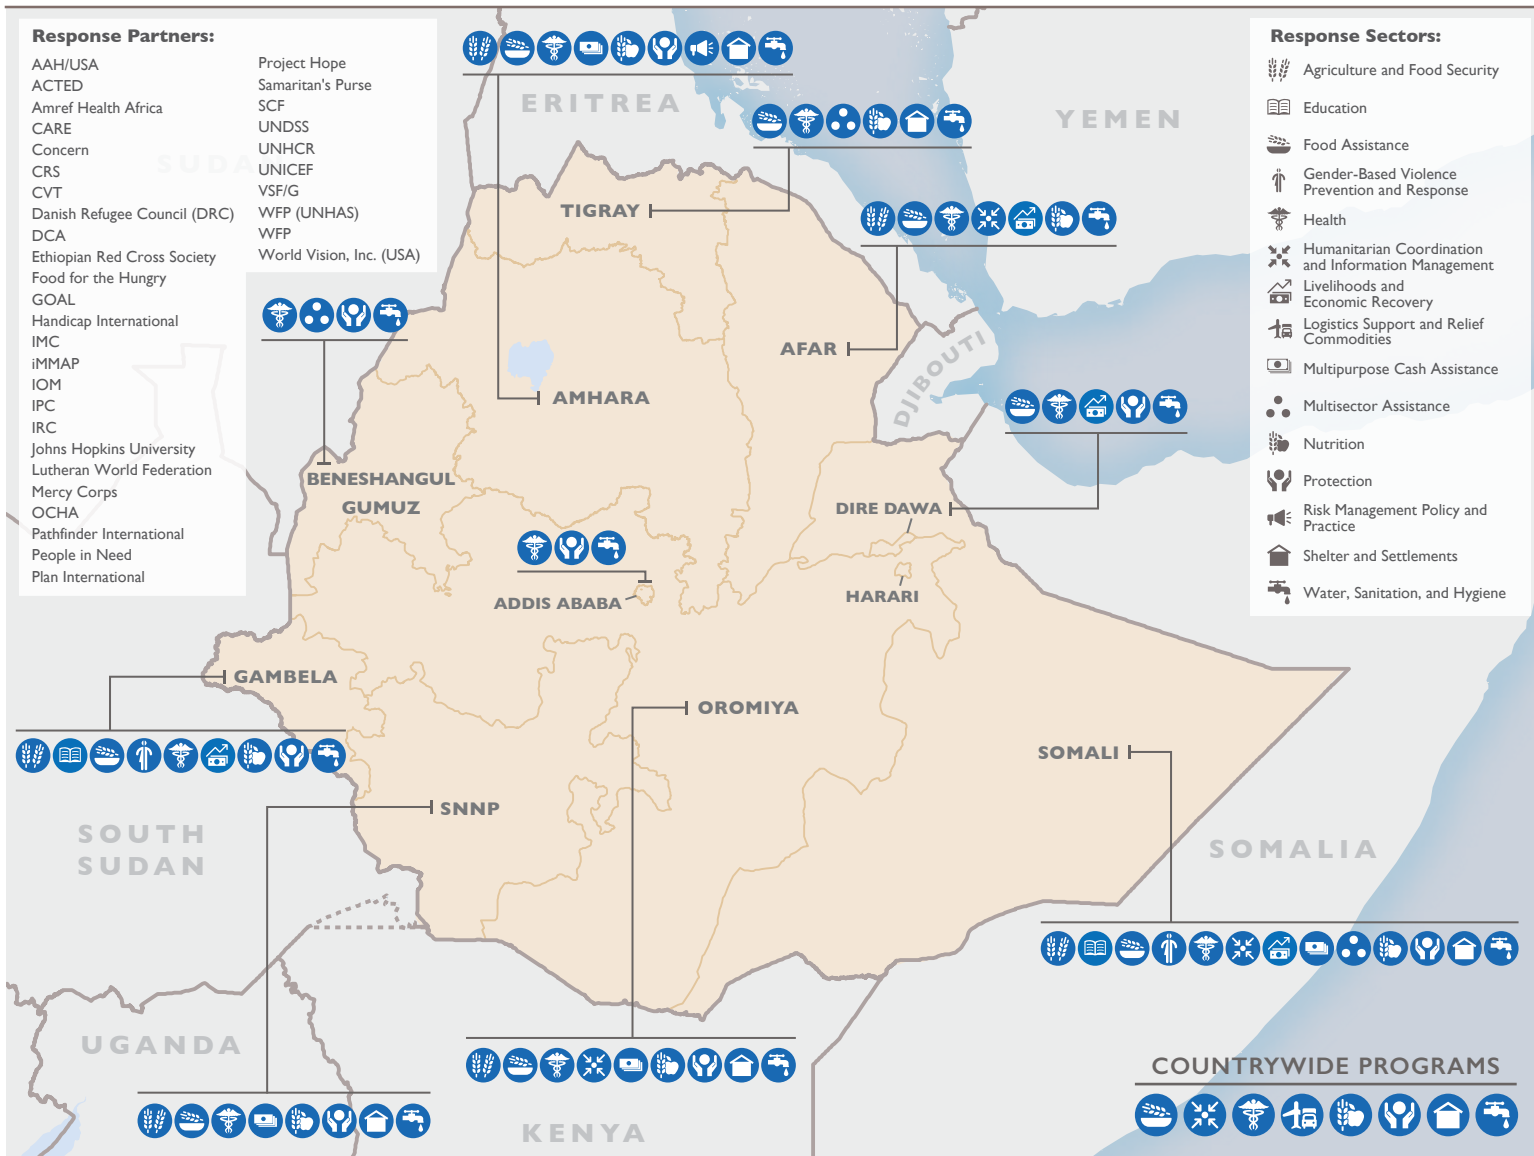 Response Partners:
AAH/USA
ACTED
Amref Health Africa
CARE
Concern
CRS
CVT
Danish Refugee Council (DRC)
DCA
Ethiopian Red Cross Society
Food for the Hungry
GOAL
Handicap International
IMC
iMMAP
IOM
IPC
IRC
Johns Hopkins University
Lutheran World Federation
Mercy Corps
OCHA
Pathfinder International
People in Need
Plan International
Project Hope
Samaritan's Purse
SCF
UNDSS
UNHCR
UNICEF
VSF/G
WFP (UNHAS)
WFP
World Vision, Inc. (USA)
Response Sectors:
Agriculture and Food Security
Education
Food Assistance
Gender-Based Violence
Prevention and Response
Health
Humanitarian Coordination
and Information Management
Livelihoods and
Economic Recovery
Logistics Support and Relief
Commodities
Multipurpose Cash Assistance
Multisector Assistance
Nutrition
Protection
Risk Management Policy and
Practice
Shelter and Settlements
Water, Sanitation, and Hygiene
SUDAN
ERITREA
YEMEN
TIGRAY
AFAR
DJIBOUTI
AMHARA
BENESHANGUL
GUMUZ
DIRE DAWA
ADDIS ABABA
HARARI
GAMBELA
OROMIYA
SOMALI
SNNP
SOUTH
SUDAN
SOMALIA
UGANDA
KENYA
COUNTRYWIDE PROGRAMS